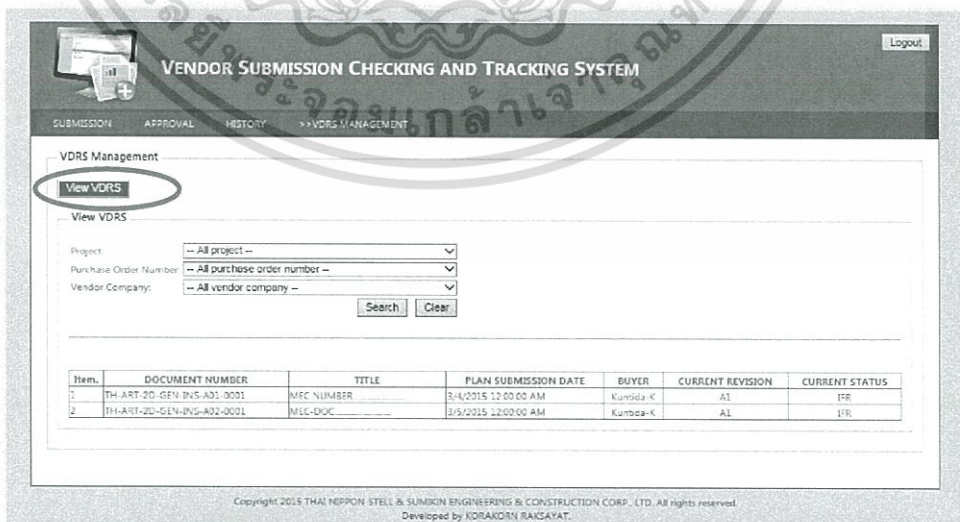 Logout
VENDOR SUBMISSION CHECKING AND TRACKING SYSTEM
SUBMISSION APPROVAL HISTORY >>VDRS MANAGEMENT
VDRS Management
View VDRS
View VDRS
Project: -- All project --
Purchase Order Number: -- All purchase order number --
Vendor Company: -- All vendor company --
Search Clear
Item. DOCUMENT NUMBER TITLE PLAN SUBMISSION DATE BUYER CURRENT REVISION CURRENT STATUS
1 TH-ART-2D-GEN-INS-A01-0001 MEC NUMBER 3/4/2015 12:00:00 AM Kuntida-K A1 IFR
2 TH-ART-2D-GEN-INS-A02-0001 MEC-DOC 3/5/2015 12:00:00 AM Kuntida-K A1 IFR
Copyright 2015 THAI NIPPON STELL & SUMIKIN ENGINEERING & CONSTRUCTION CORP., LTD. All rights reserved.
Developed by KORAKORN RAKSAYAT.